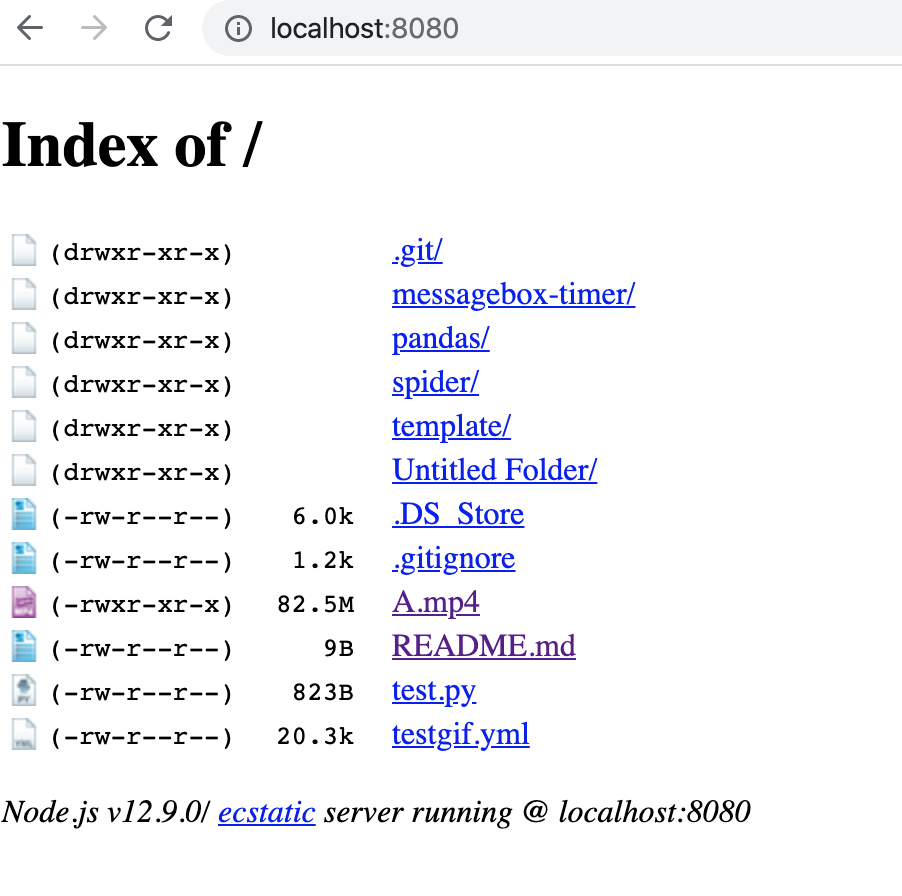 localhost:8080
Index of /
(drwxr-xr-x) .git/
(drwxr-xr-x) messagebox-timer/
(drwxr-xr-x) pandas/
(drwxr-xr-x) spider/
(drwxr-xr-x) template/
(drwxr-xr-x) Untitled Folder/
(-rw-r--r--) 6.0k .DS_Store
(-rw-r--r--) 1.2k .gitignore
(-rwxr-xr-x) 82.5M A.mp4
(-rw-r--r--) 9B README.md
(-rw-r--r--) 823B test.py
(-rw-r--r--) 20.3k testgif.yml
Node.js v12.9.0/ ecstatic server running @ localhost:8080